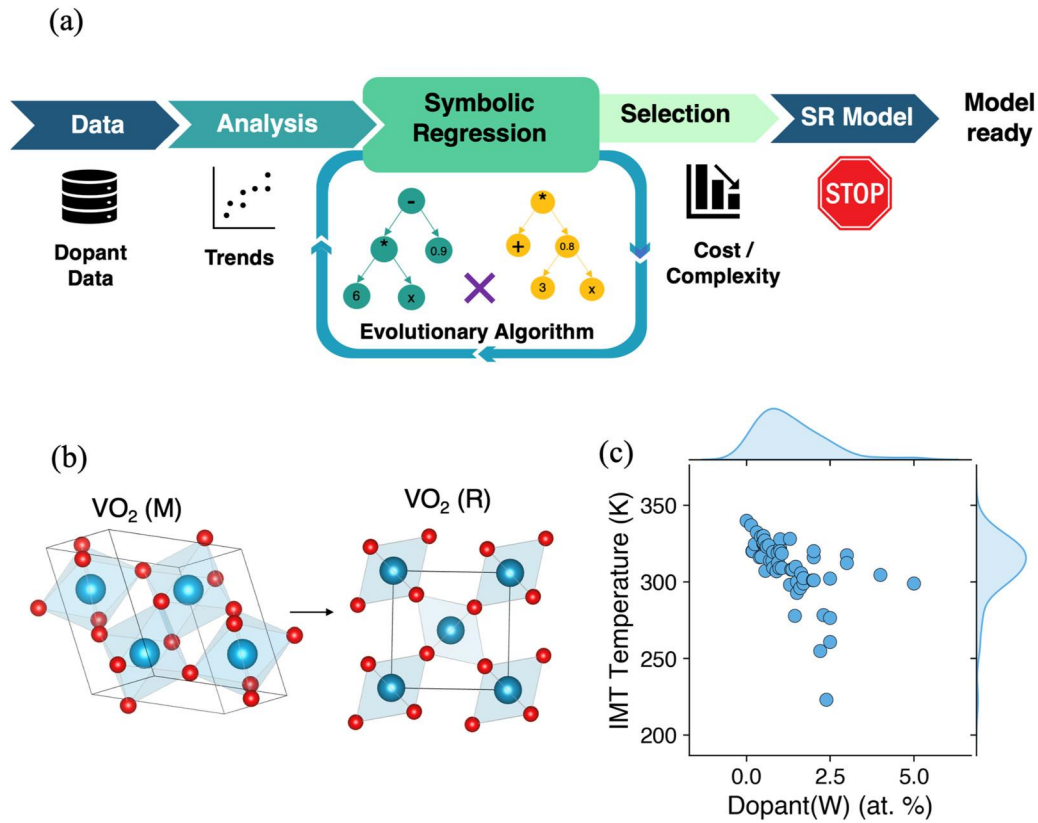 (a)
Data
Analysis
Symbolic
Regression
Selection
SR Model
Model
ready
Dopant
Data
Trends
-
*
0.9
6
x
*
+
0.8
3
x
Evolutionary Algorithm
Cost /
Complexity
STOP
(b)
VO₂ (M)
VO₂ (R)
(c)
IMT Temperature (K)
350
300
250
200
0.0
2.5
5.0
Dopant(W) (at. %)